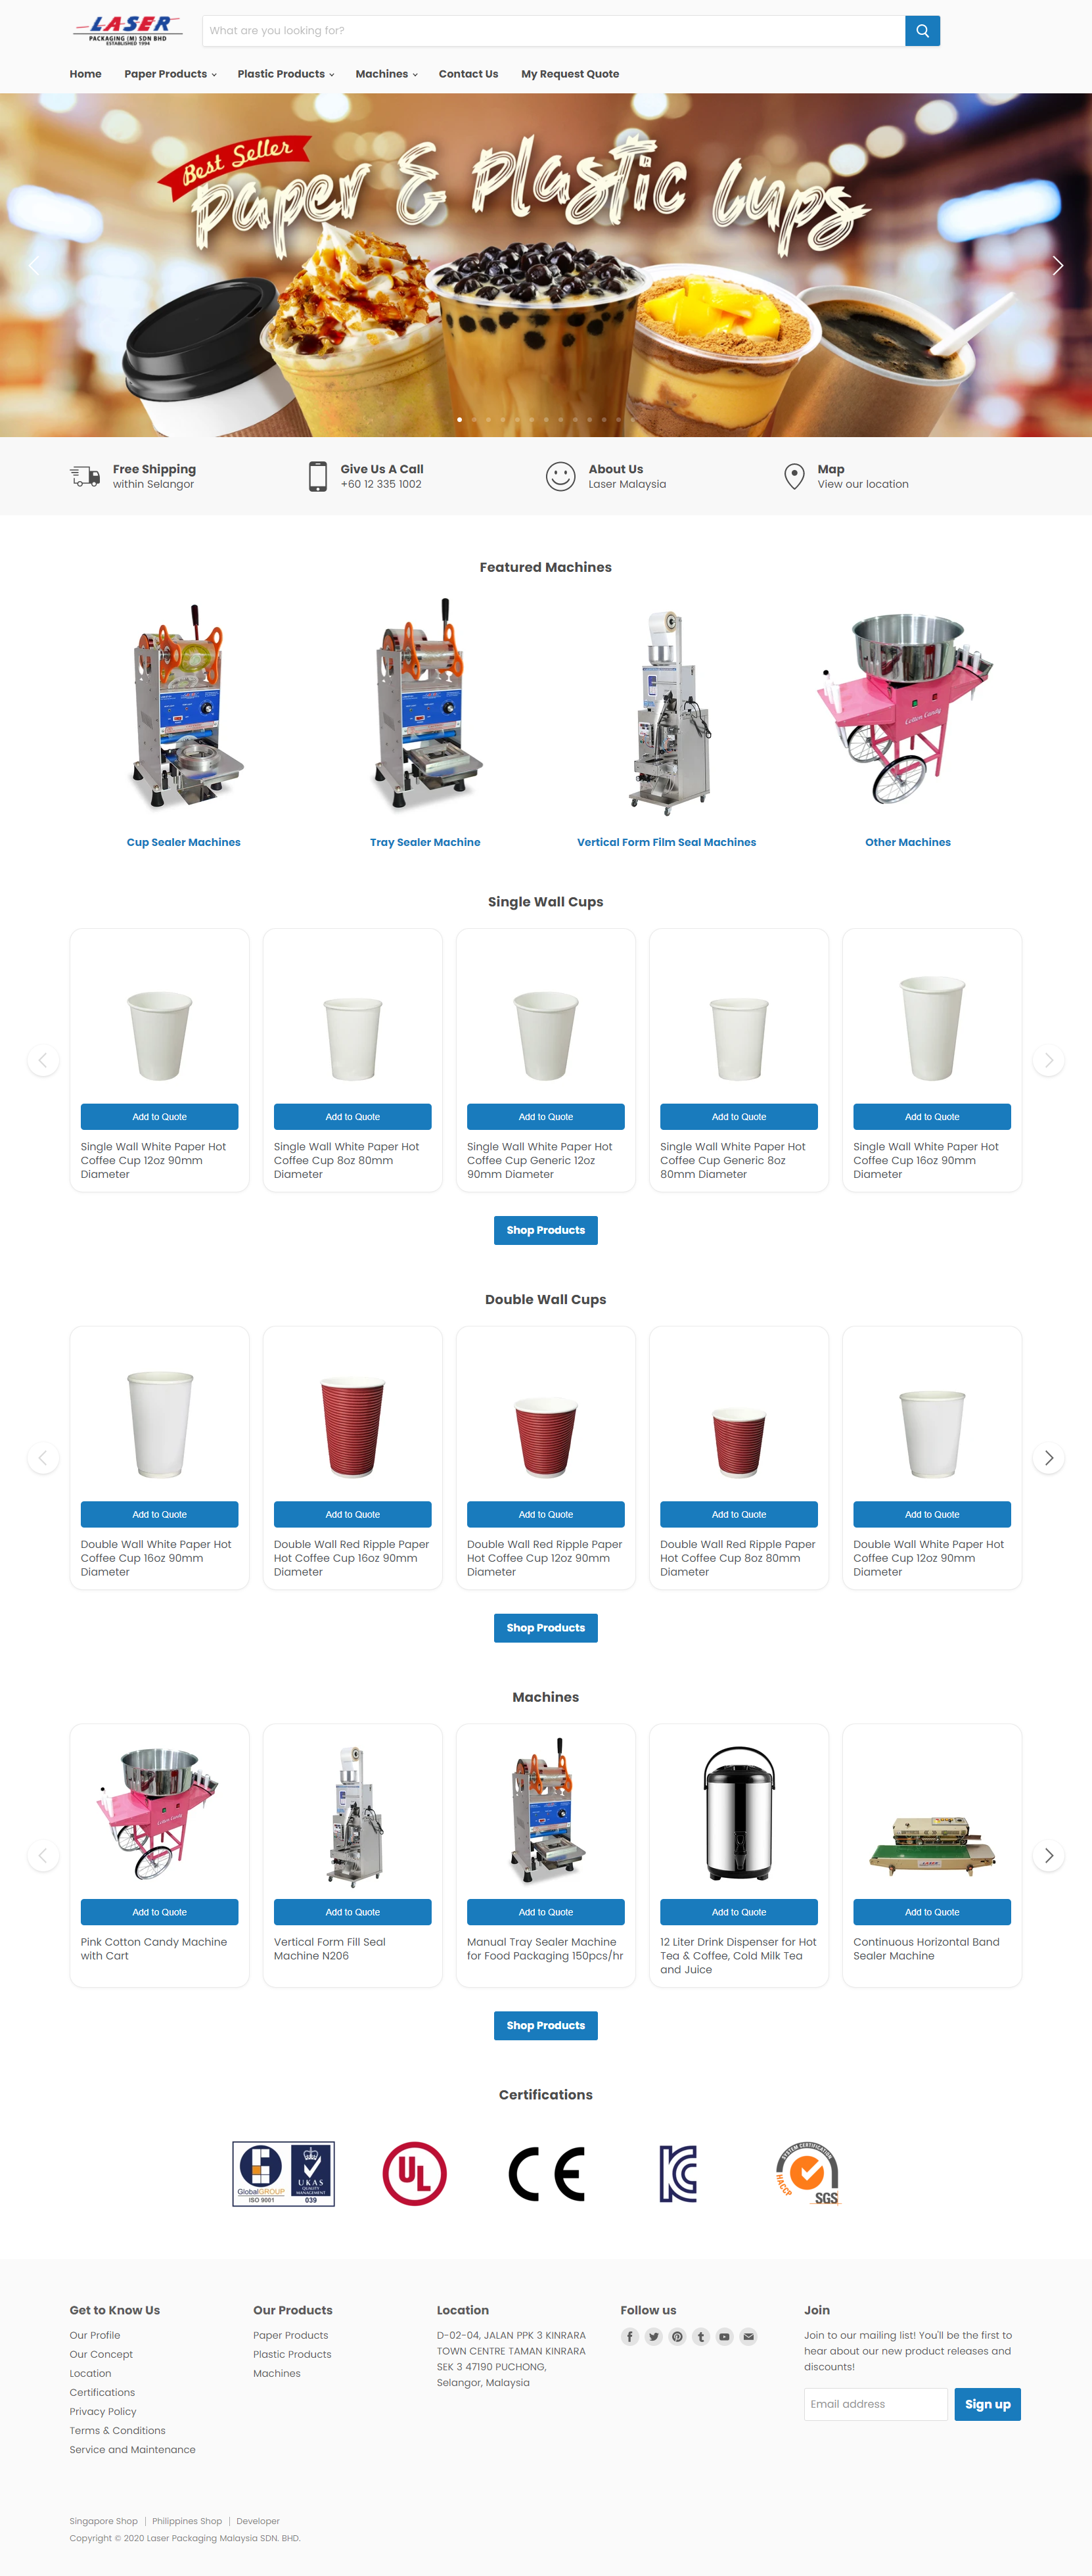 LASER
PACKAGING (M) SDN BHD
ESTABLISHED 1994
What are you looking for?
Home
Paper Products
Plastic Products
Machines
Contact Us
My Request Quote
Best Seller
Paper & Plastic Cups
Free Shipping
within Selangor
Give Us A Call
+60 12 335 1002
About Us
Laser Malaysia
Map
View our location
Featured Machines
Cotton Candy
Cup Sealer Machines
Tray Sealer Machine
Vertical Form Film Seal Machines
Other Machines
Single Wall Cups
Add to Quote
Single Wall White Paper Hot
Coffee Cup 12oz 90mm
Diameter
Add to Quote
Single Wall White Paper Hot
Coffee Cup 8oz 80mm
Diameter
Add to Quote
Single Wall White Paper Hot
Coffee Cup Generic 12oz
90mm Diameter
Add to Quote
Single Wall White Paper Hot
Coffee Cup Generic 8oz
80mm Diameter
Add to Quote
Single Wall White Paper Hot
Coffee Cup 16oz 90mm
Diameter
Shop Products
Double Wall Cups
Add to Quote
Double Wall White Paper Hot
Coffee Cup 16oz 90mm
Diameter
Add to Quote
Double Wall Red Ripple Paper
Hot Coffee Cup 16oz 90mm
Diameter
Add to Quote
Double Wall Red Ripple Paper
Hot Coffee Cup 12oz 90mm
Diameter
Add to Quote
Double Wall Red Ripple Paper
Hot Coffee Cup 8oz 80mm
Diameter
Add to Quote
Double Wall White Paper Hot
Coffee Cup 12oz 90mm
Diameter
Shop Products
Machines
Cotton Candy
Add to Quote
Pink Cotton Candy Machine
with Cart
Add to Quote
Vertical Form Fill Seal
Machine N206
Add to Quote
Manual Tray Sealer Machine
for Food Packaging 150pcs/hr
Add to Quote
12 Liter Drink Dispenser for Hot
Tea & Coffee, Cold Milk Tea
and Juice
LASER
Add to Quote
Continuous Horizontal Band
Sealer Machine
Shop Products
Certifications
GlobalGROUP
ISO 9001
UKAS
QUALITY
MANAGEMENT
039
UL
CE
KC
SYSTEM CERTIFICATION
HACCP
SGS
Get to Know Us
Our Profile
Our Concept
Location
Certifications
Privacy Policy
Terms & Conditions
Service and Maintenance
Our Products
Paper Products
Plastic Products
Machines
Location
D-02-04, JALAN PPK 3 KINRARA
TOWN CENTRE TAMAN KINRARA
SEK 3 47190 PUCHONG,
Selangor, Malaysia
Follow us
Join
Join to our mailing list! You'll be the first to
hear about our new product releases and
discounts!
Email address
Sign up
Singapore Shop
Philippines Shop
Developer
Copyright © 2020 Laser Packaging Malaysia SDN. BHD.